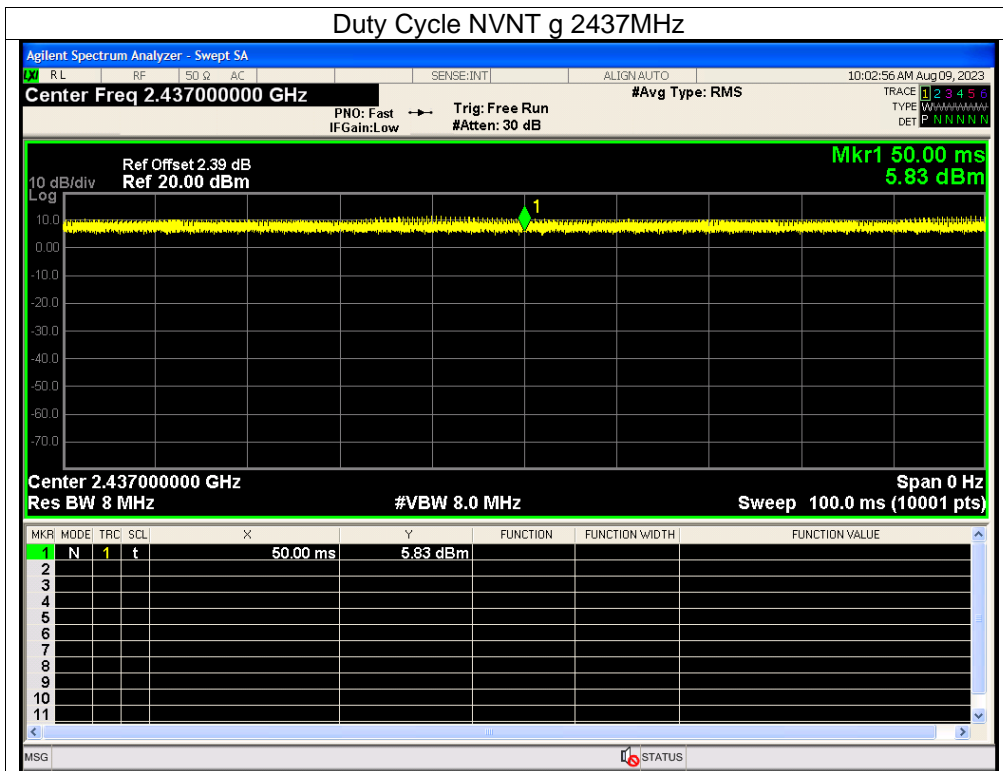 Duty Cycle NVNT g 2437MHz
Agilent Spectrum Analyzer - Swept SA
LXI RL RF 50 Ω AC SENSE:INT ALIGN AUTO 10:02:56 AM Aug 09, 2023
Center Freq 2.437000000 GHz #Avg Type: RMS TRACE 1 2 3 4 5 6
PNO: Fast Trig: Free Run TYPE
IFGain:Low #Atten: 30 dB DET P N N N N N
Mkr1 50.00 ms
5.83 dBm
Ref Offset 2.39 dB
10 dB/div Ref 20.00 dBm
Log
1
10.0
0.00
-10.0
-20.0
-30.0
-40.0
-50.0
-60.0
-70.0
Center 2.437000000 GHz Span 0 Hz
Res BW 8 MHz #VBW 8.0 MHz Sweep 100.0 ms (10001 pts)
MKR MODE TRC SCL X Y FUNCTION FUNCTION WIDTH FUNCTION VALUE
1 N 1 t 50.00 ms 5.83 dBm
2
3
4
5
6
7
8
9
10
11
MSG STATUS